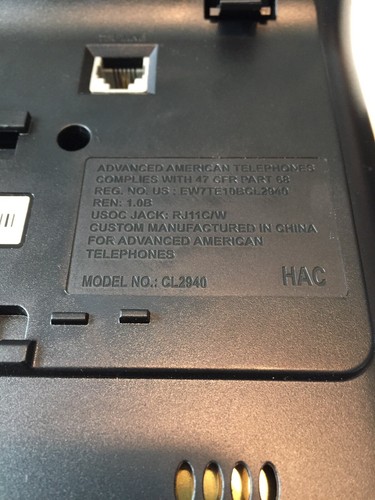 ADVANCED AMERICAN TELEPHONES
COMPLIES WITH 47 CFR PART 68
REG. NO. US : EW7TE10BCL2940
REN: 1.0B
USOC JACK: RJ11C/W
CUSTOM MANUFACTURED IN CHINA
FOR ADVANCED AMERICAN
TELEPHONES
MODEL NO.: CL2940
HAC